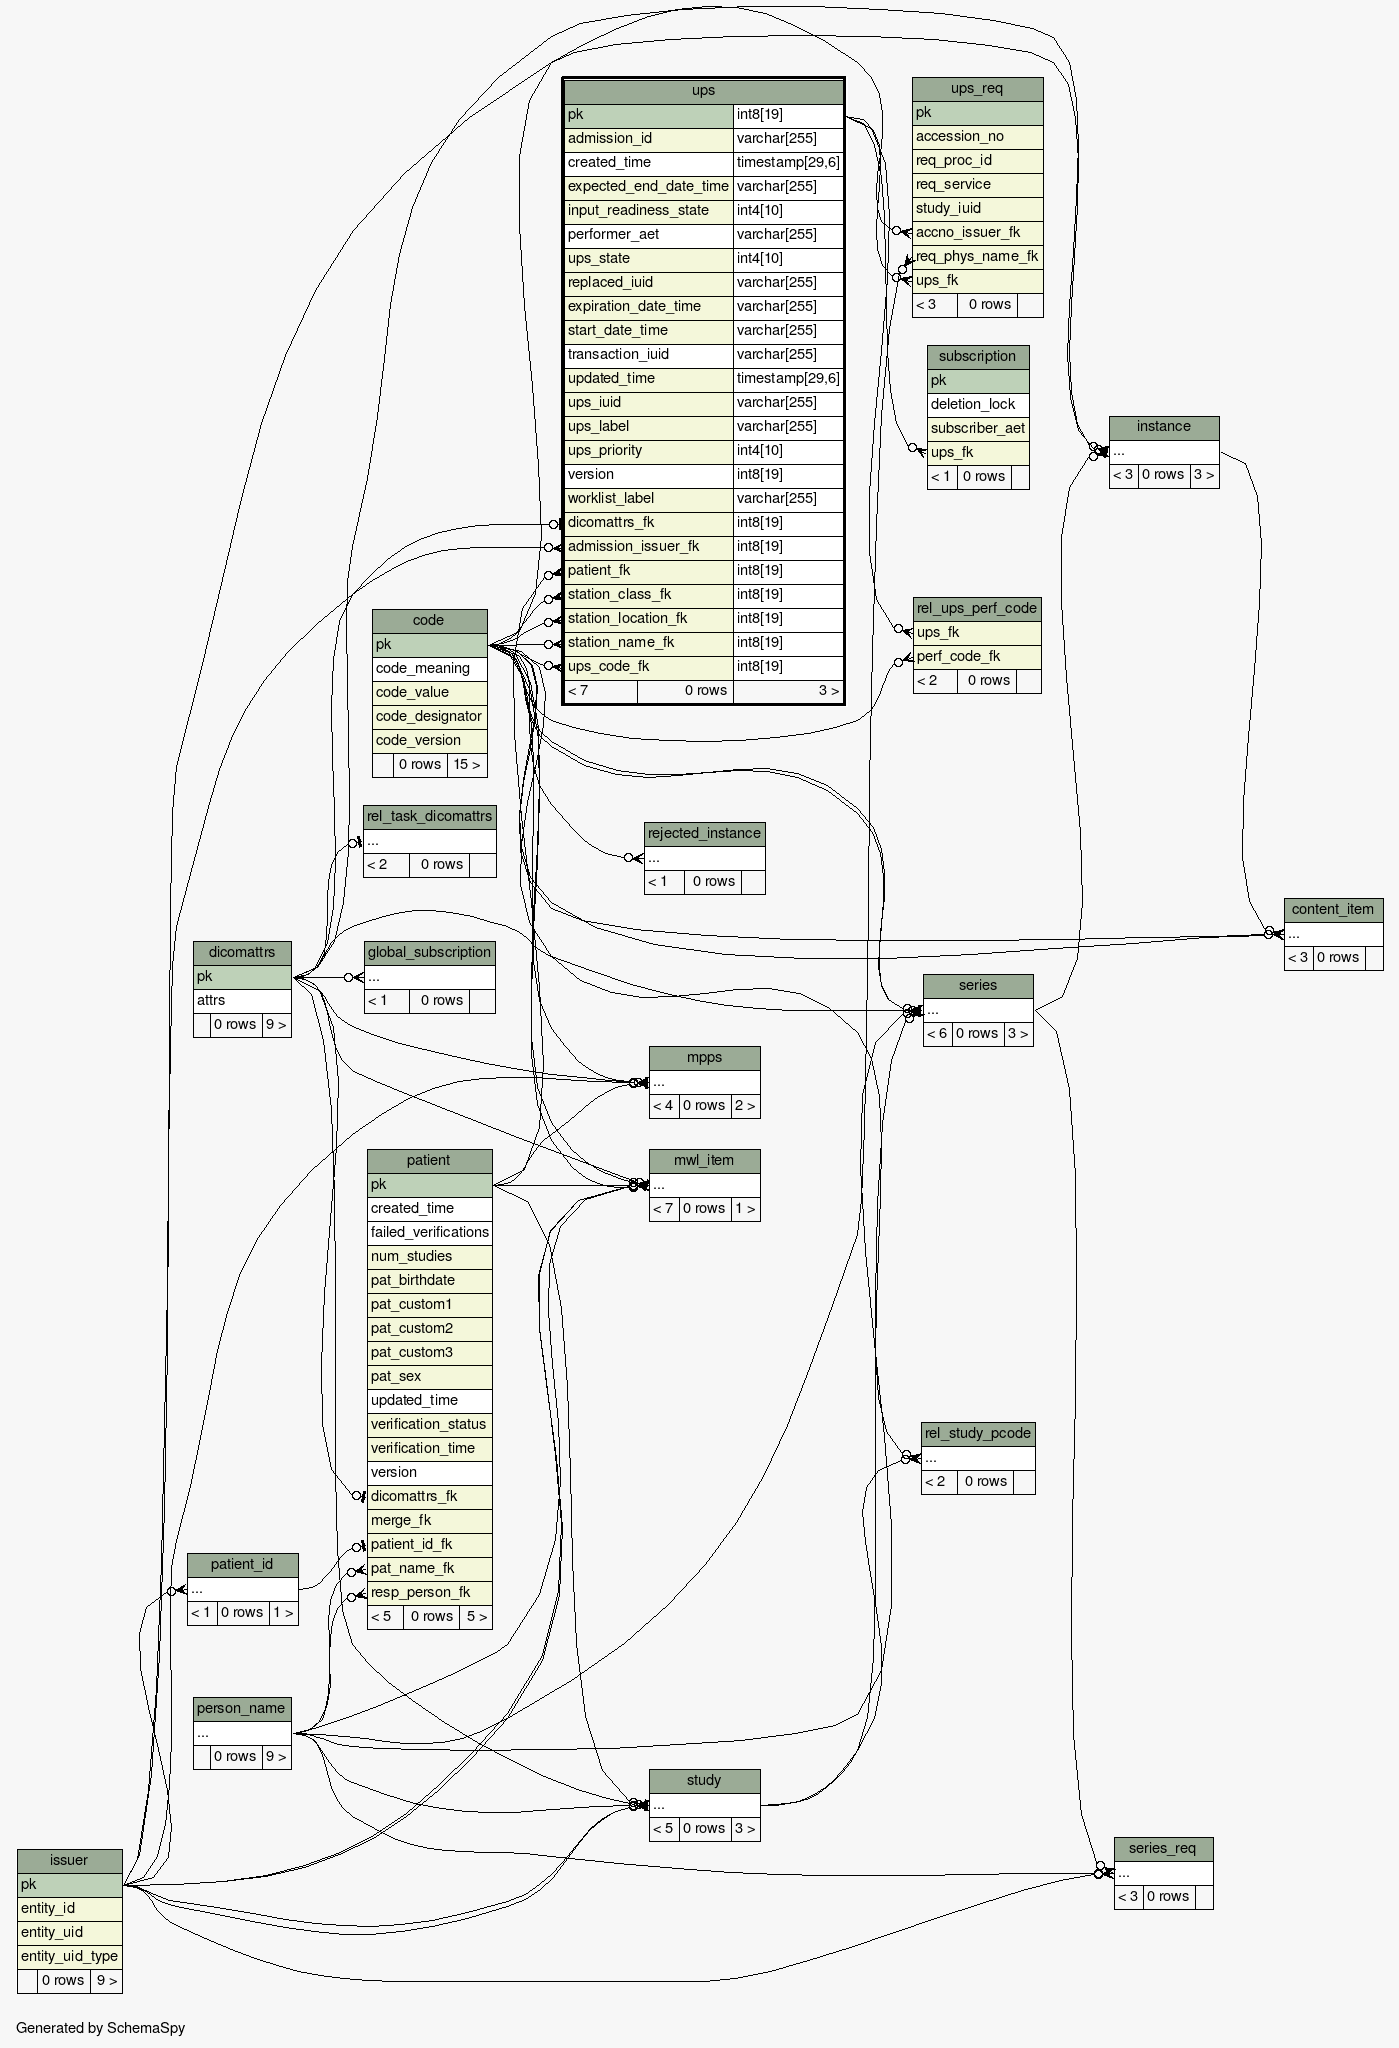 ups
pk int8[19]
admission_id varchar[255]
created_time timestamp[29,6]
expected_end_date_time varchar[255]
input_readiness_state int4[10]
performer_aet varchar[255]
ups_state int4[10]
replaced_iuid varchar[255]
expiration_date_time varchar[255]
start_date_time varchar[255]
transaction_iuid varchar[255]
updated_time timestamp[29,6]
ups_iuid varchar[255]
ups_label varchar[255]
ups_priority int4[10]
version int8[19]
worklist_label varchar[255]
dicomattrs_fk int8[19]
admission_issuer_fk int8[19]
patient_fk int8[19]
station_class_fk int8[19]
station_location_fk int8[19]
station_name_fk int8[19]
ups_code_fk int8[19]
< 7 0 rows 3 >
ups_req
pk
accession_no
req_proc_id
req_service
study_iuid
accno_issuer_fk
req_phys_name_fk
ups_fk
< 3 0 rows
subscription
pk
deletion_lock
subscriber_aet
ups_fk
< 1 0 rows
instance
...
< 3 0 rows 3 >
rel_ups_perf_code
ups_fk
perf_code_fk
< 2 0 rows
code
pk
code_meaning
code_value
code_designator
code_version
0 rows 15 >
rel_task_dicomattrs
...
< 2 0 rows
rejected_instance
...
< 1 0 rows
content_item
...
< 3 0 rows
dicomattrs
pk
attrs
0 rows 9 >
global_subscription
...
< 1 0 rows
series
...
< 6 0 rows 3 >
mpps
...
< 4 0 rows 2 >
patient
pk
created_time
failed_verifications
num_studies
pat_birthdate
pat_custom1
pat_custom2
pat_custom3
pat_sex
updated_time
verification_status
verification_time
version
dicomattrs_fk
merge_fk
patient_id_fk
pat_name_fk
resp_person_fk
< 5 0 rows 5 >
mwl_item
...
< 7 0 rows 1 >
rel_study_pcode
...
< 2 0 rows
patient_id
...
< 1 0 rows 1 >
person_name
...
0 rows 9 >
study
...
< 5 0 rows 3 >
series_req
...
< 3 0 rows
issuer
pk
entity_id
entity_uid
entity_uid_type
0 rows 9 >
Generated by SchemaSpy